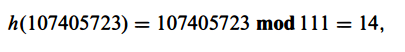 h(107405723) = 107405723 mod 111 = 14,